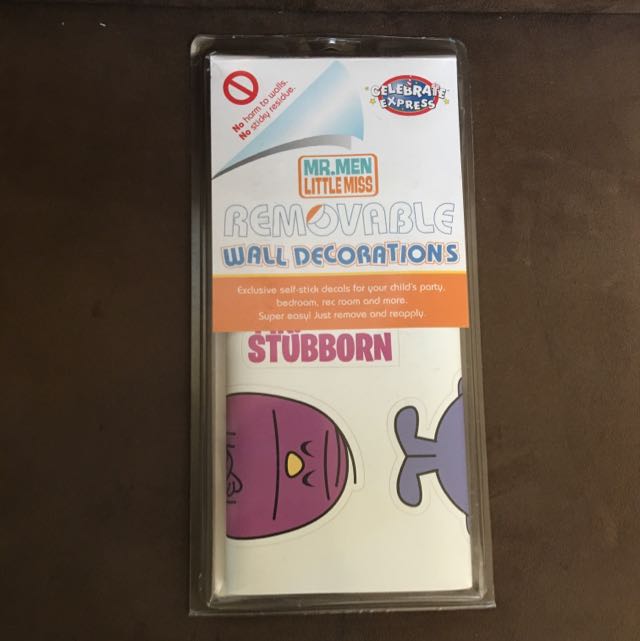 No harm to walls.
No sticky residue.
CELEBRATE
EXPRESS
MR.MEN
LITTLE MISS
REMOVABLE
WALL DECORATIONS
Exclusive self-stick decals for your child's party,
bedroom, rec room and more.
Super easy! Just remove and reapply.
STUBBORN